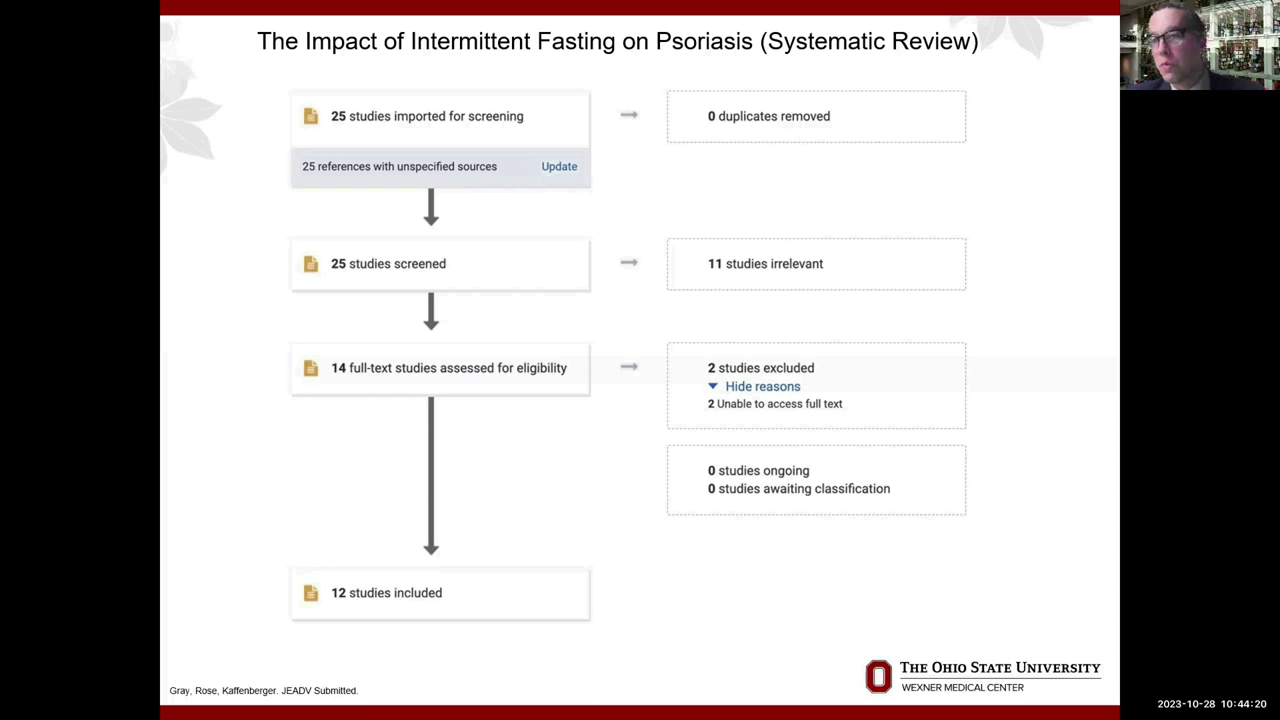 The Impact of Intermittent Fasting on Psoriasis (Systematic Review)
25 studies imported for screening
0 duplicates removed
25 references with unspecified sources Update
25 studies screened
11 studies irrelevant
14 full-text studies assessed for eligibility
2 studies excluded
Hide reasons
2 Unable to access full text
0 studies ongoing
0 studies awaiting classification
12 studies included
THE OHIO STATE UNIVERSITY
WEXNER MEDICAL CENTER
Gray, Rose, Kaffenberger. JEADV Submitted.
2023-10-28 10:44:20